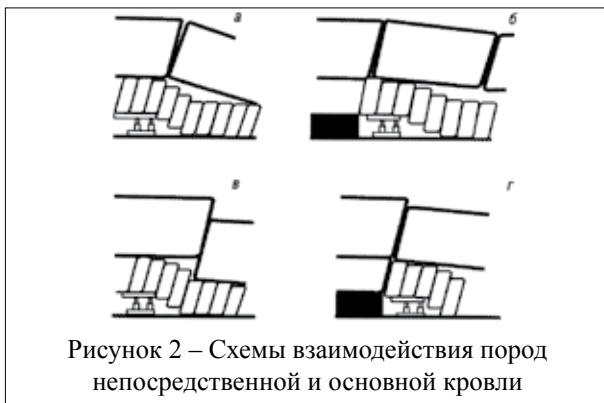 а
б
в
г
Рисунок 2 – Схемы взаимодействия пород
непосредственной и основной кровли